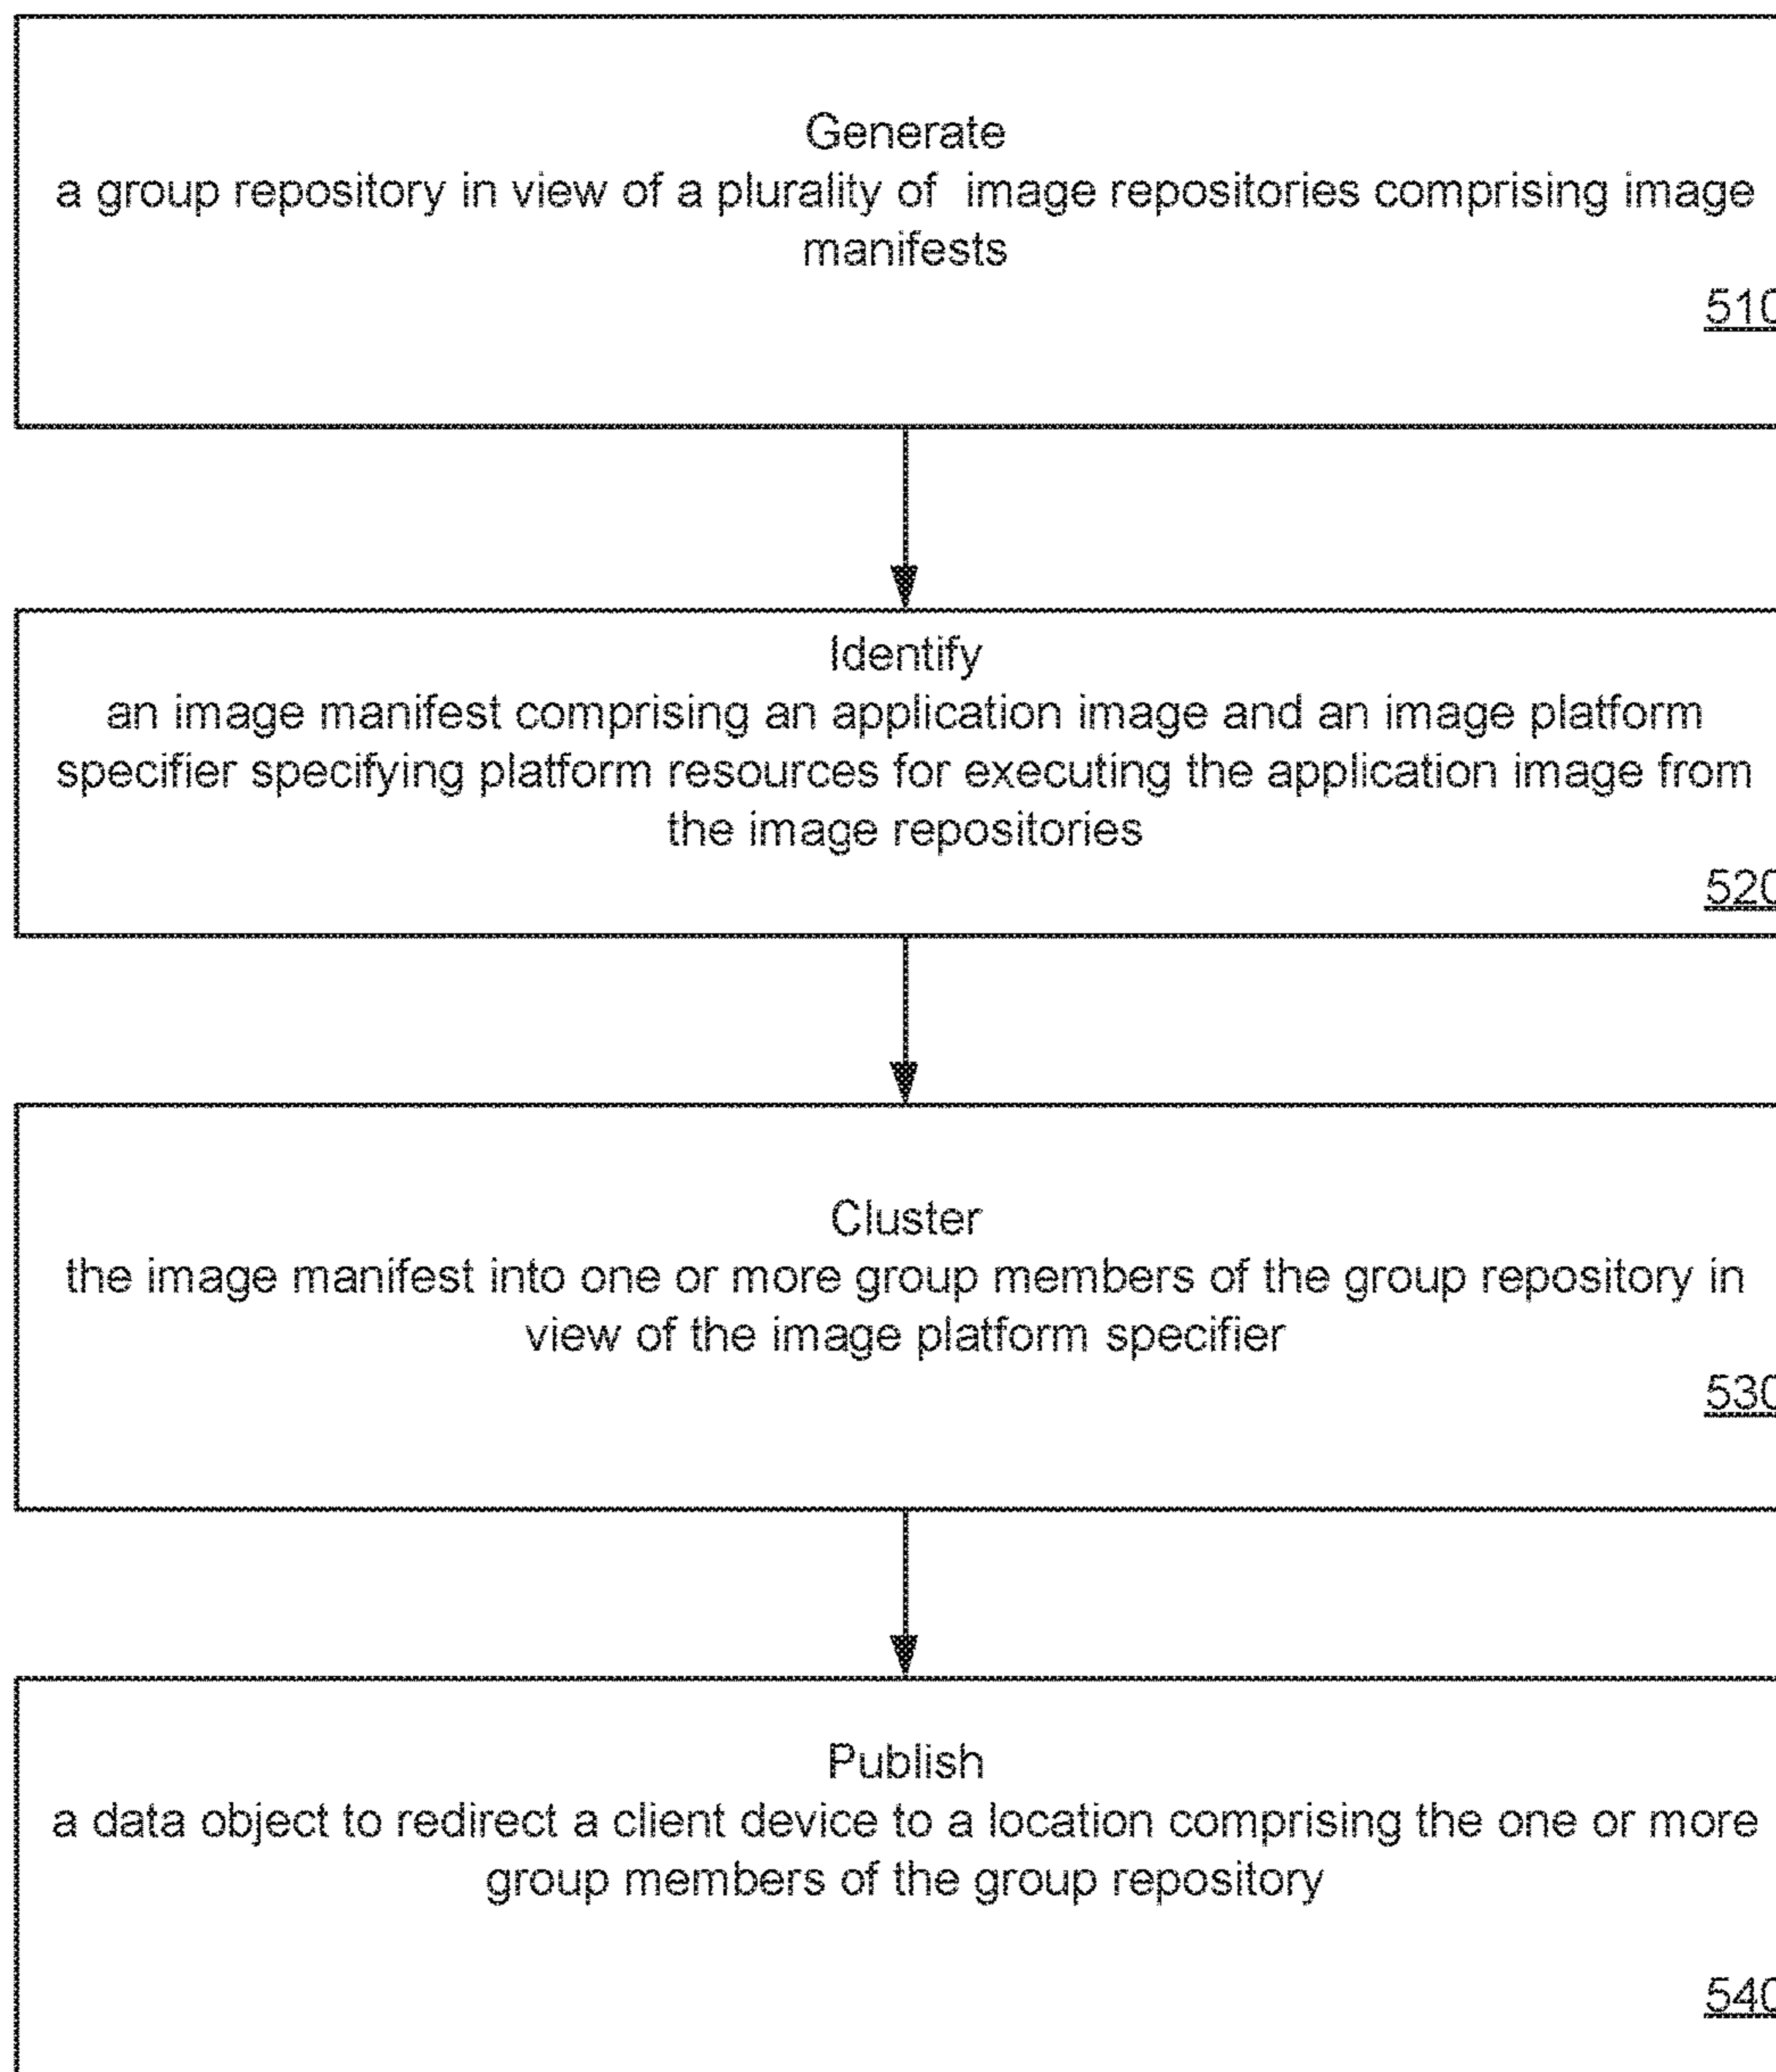 Generate
a group repository in view of a plurality of image repositories comprising image
manifests
510
Identify
an image manifest comprising an application image and an image platform
specifier specifying platform resources for executing the application image from
the image repositories
520
Cluster
the image manifest into one or more group members of the group repository in
view of the image platform specifier
530
Publish
a data object to redirect a client device to a location comprising the one or more
group members of the group repository
540